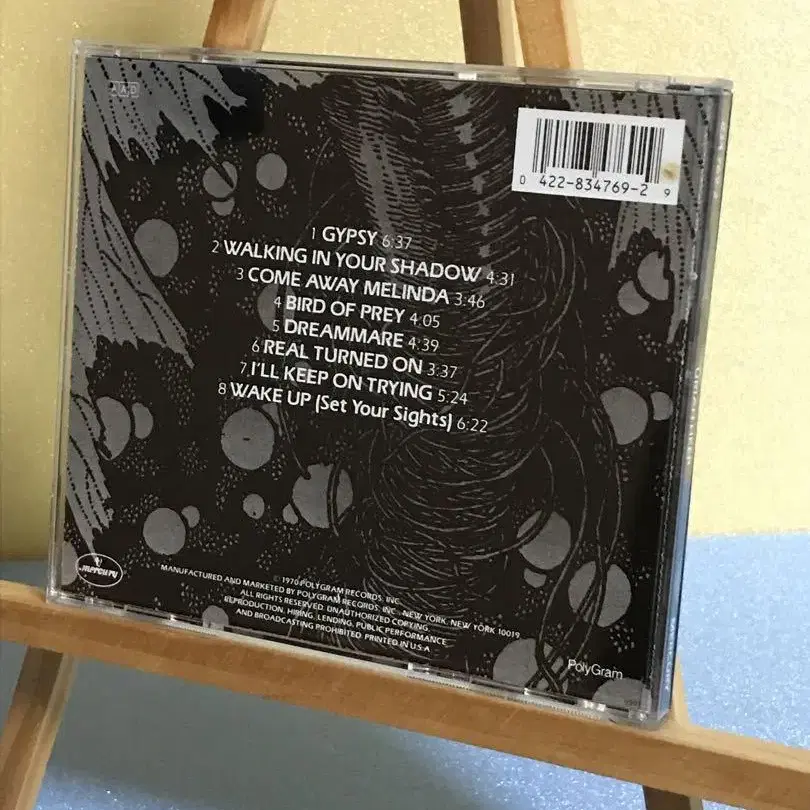 AAD
0 422-834769-2 9
1 GYPSY 6:37
2 WALKING IN YOUR SHADOW 4:31
3 COME AWAY MELINDA 3:46
4 BIRD OF PREY 4:05
5 DREAMMARE 4:39
6 REAL TURNED ON 3:37
7 I'LL KEEP ON TRYING 5:24
8 WAKE UP (Set Your Sights) 6:22
mercury
℗ 1970 POLYGRAM RECORDS, INC.
MANUFACTURED AND MARKETED BY POLYGRAM RECORDS, INC., NEW YORK, NEW YORK 10019
ALL RIGHTS RESERVED. UNAUTHORIZED COPYING,
REPRODUCTION, HIRING, LENDING, PUBLIC PERFORMANCE
AND BROADCASTING PROHIBITED. PRINTED IN U.S.A
PolyGram